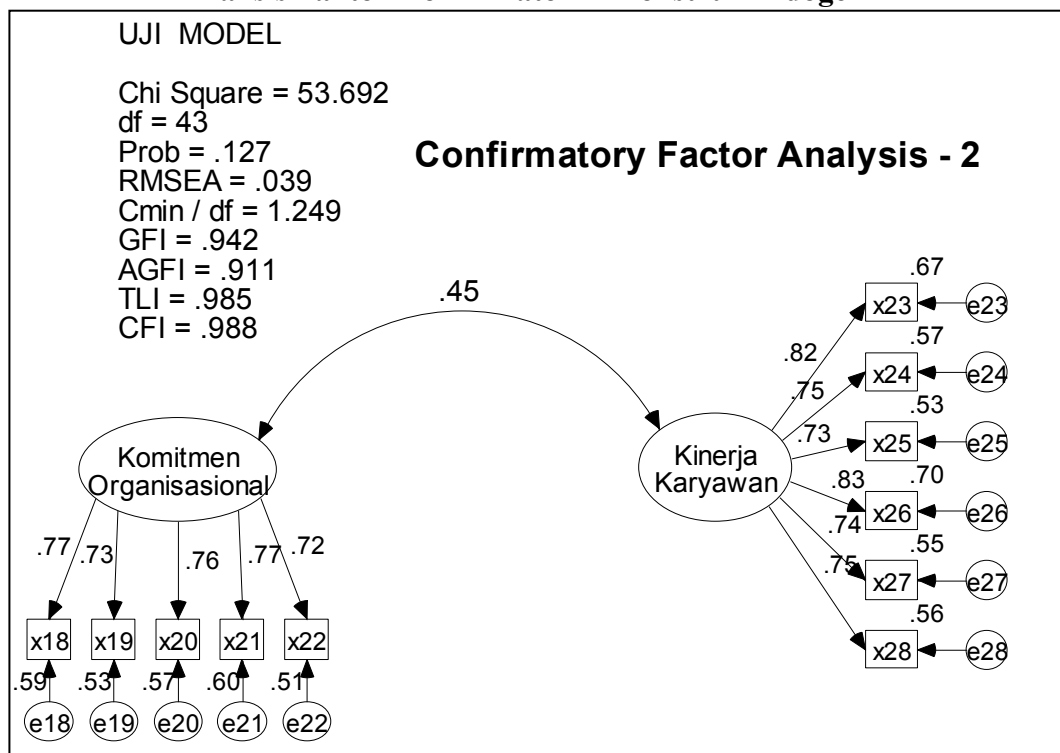 UJI MODEL
Chi Square = 53.692
df = 43
Prob = .127
RMSEA = .039
Cmin / df = 1.249
GFI = .942
AGFI = .911
TLI = .985
CFI = .988
Confirmatory Factor Analysis - 2
.45
Komitmen
Organisasional
.77
.73
.76
.77
.72
x18
x19
x20
x21
x22
.59
.53
.57
.60
.51
e18
e19
e20
e21
e22
Kinerja
Karyawan
.82
.75
.73
.83
.74
.75
.67
x23
e23
.57
x24
e24
.53
x25
e25
.70
x26
e26
.55
x27
e27
.56
x28
e28